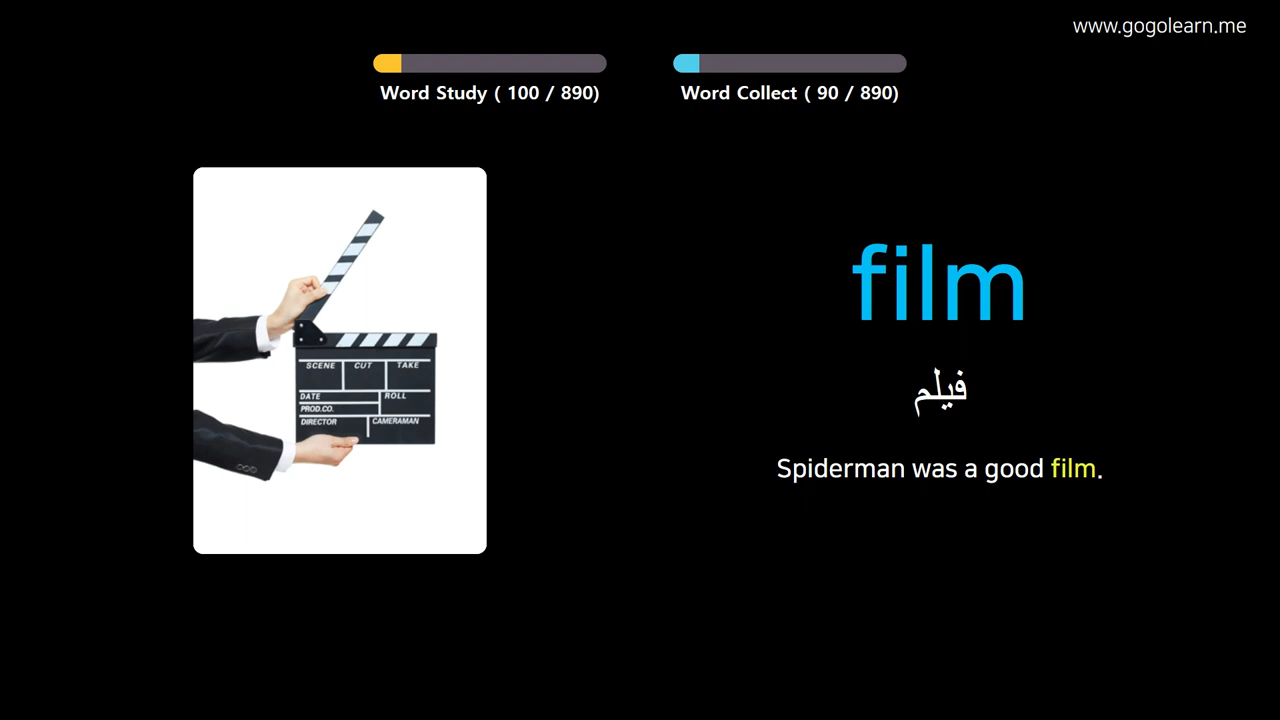 www.gogolearn.me
Word Study ( 100 / 890)
Word Collect ( 90 / 890)
SCENE CUT TAKE
DATE ROLL
PROD.CO.
DIRECTOR CAMERAMAN
film
فيلم
Spiderman was a good film.